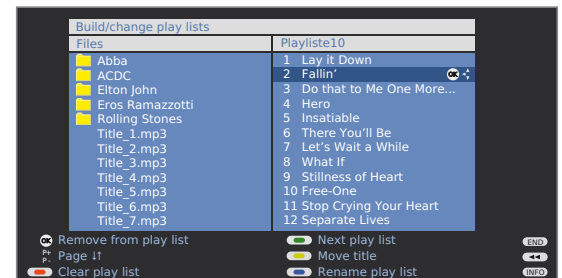 Build/change play lists
Files
Playliste10
Abba
ACDC
Elton John
Eros Ramazzotti
Rolling Stones
Title_1.mp3
Title_2.mp3
Title_3.mp3
Title_4.mp3
Title_5.mp3
Title_6.mp3
Title_7.mp3
1 Lay it Down
2 Fallin’ OK
3 Do that to Me One More...
4 Hero
5 Insatiable
6 There You’ll Be
7 Let’s Wait a While
8 What If
9 Stillness of Heart
10 Free-One
11 Stop Crying Your Heart
12 Separate Lives
OK Remove from play list
P+ P- Page ↓↑
Clear play list
Next play list
Move title
Rename play list
END
INFO